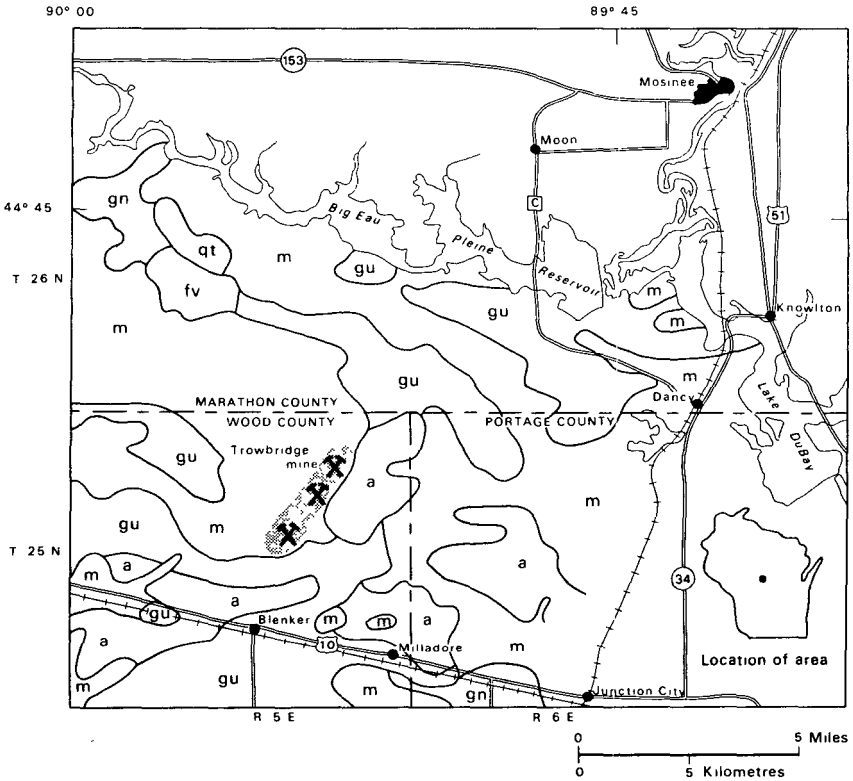 90° 00
89° 45
153
Mosinee
Moon
44° 45
gn
C
51
Big Eau
qt
m
Pleine
gu
T 26 N
fv
Reservoir
m
gu
Knowlton
m
m
m
gu
Dancy
Lake
MARATHON COUNTY
WOOD COUNTY
PORTAGE COUNTY
DuBay
Trowbridge
mine
gu
a
m
gu
m
T 25 N
a
a
m
34
a
gu
Blenker
m
m
a
a
10
Milladore
m
Location of area
m
gu
m
gn
Junction City
R 5 E
R 6 E
0
5 Miles
0
5 Kilometres